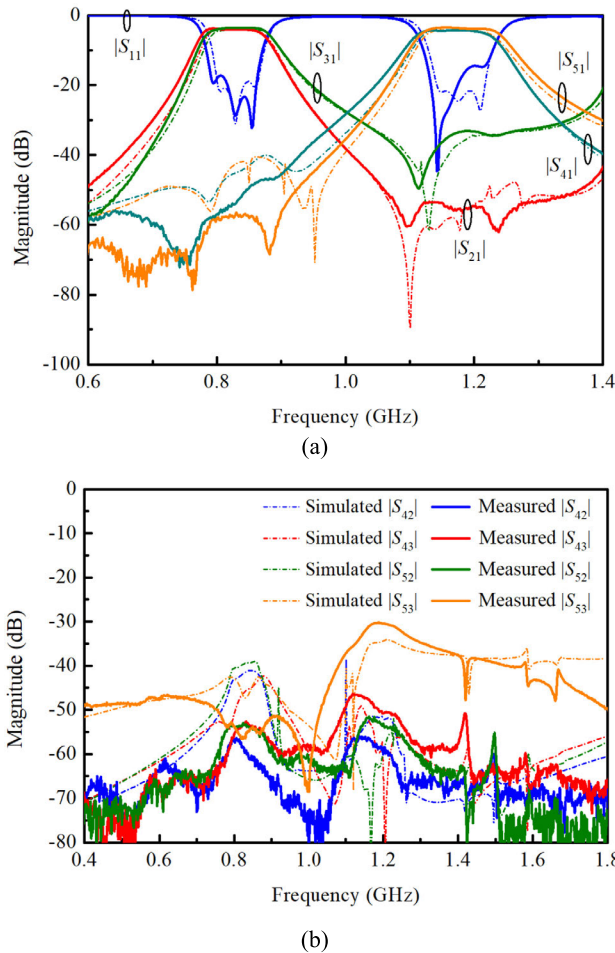 0
|S11|
|S31|
|S51|
-20
-40
|S41|
Magnitude (dB)
-60
|S21|
-80
-100
0.6 0.8 1.0 1.2 1.4
Frequency (GHz)
(a)
0
Simulated |S42| Measured |S42|
-10
Simulated |S43| Measured |S43|
-20
Simulated |S52| Measured |S52|
Simulated |S53| Measured |S53|
-30
-40
Magnitude (dB)
-50
-60
-70
-80
0.4 0.6 0.8 1.0 1.2 1.4 1.6 1.8
Frequency (GHz)
(b)